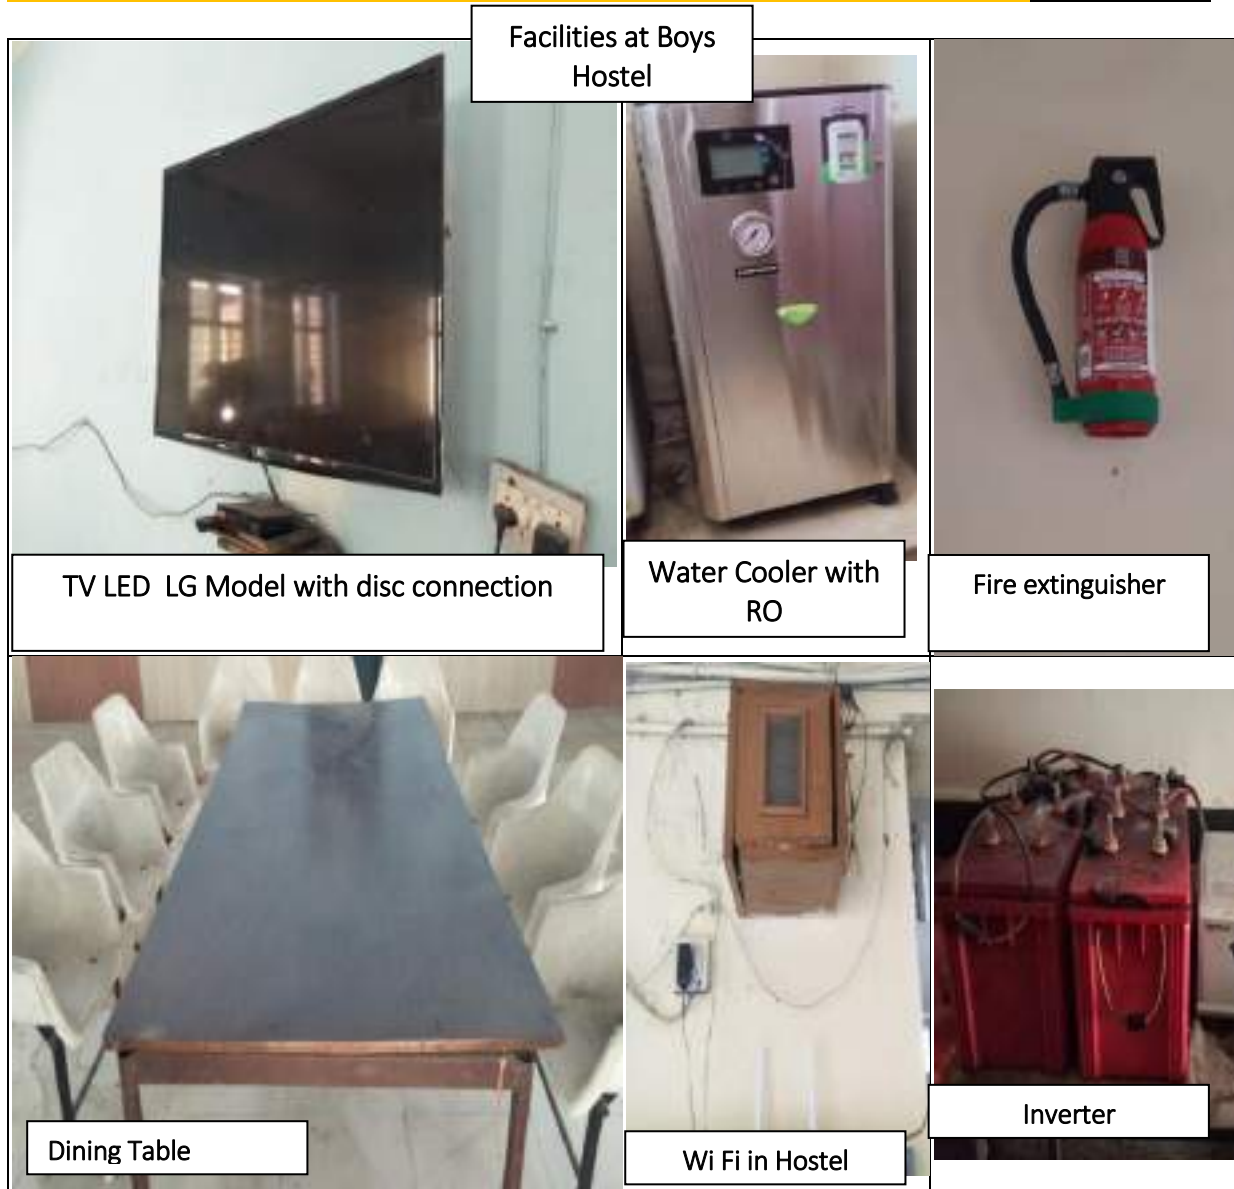 Facilities at Boys
Hostel
TV LED  LG Model with disc connection
Water Cooler with
RO
Fire extinguisher
Dining Table
Wi Fi in Hostel
Inverter